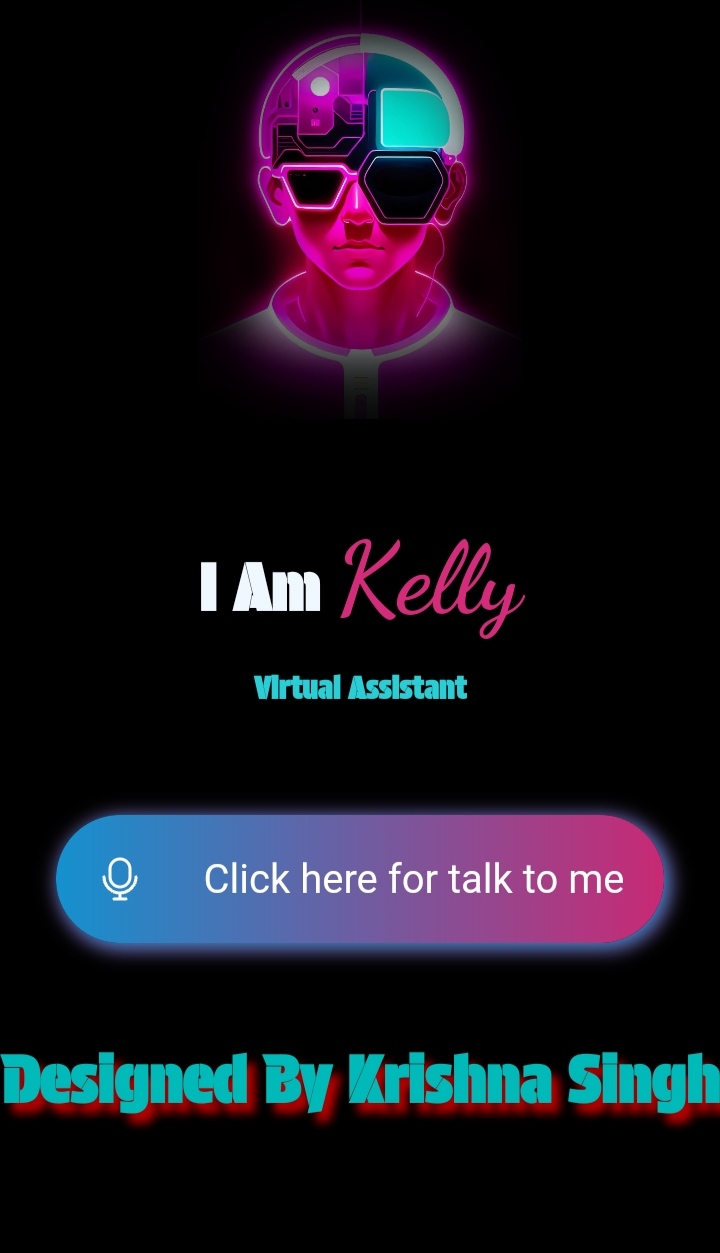 I Am Kelly
Virtual Assistant
Click here for talk to me
Designed By Krishna Singh